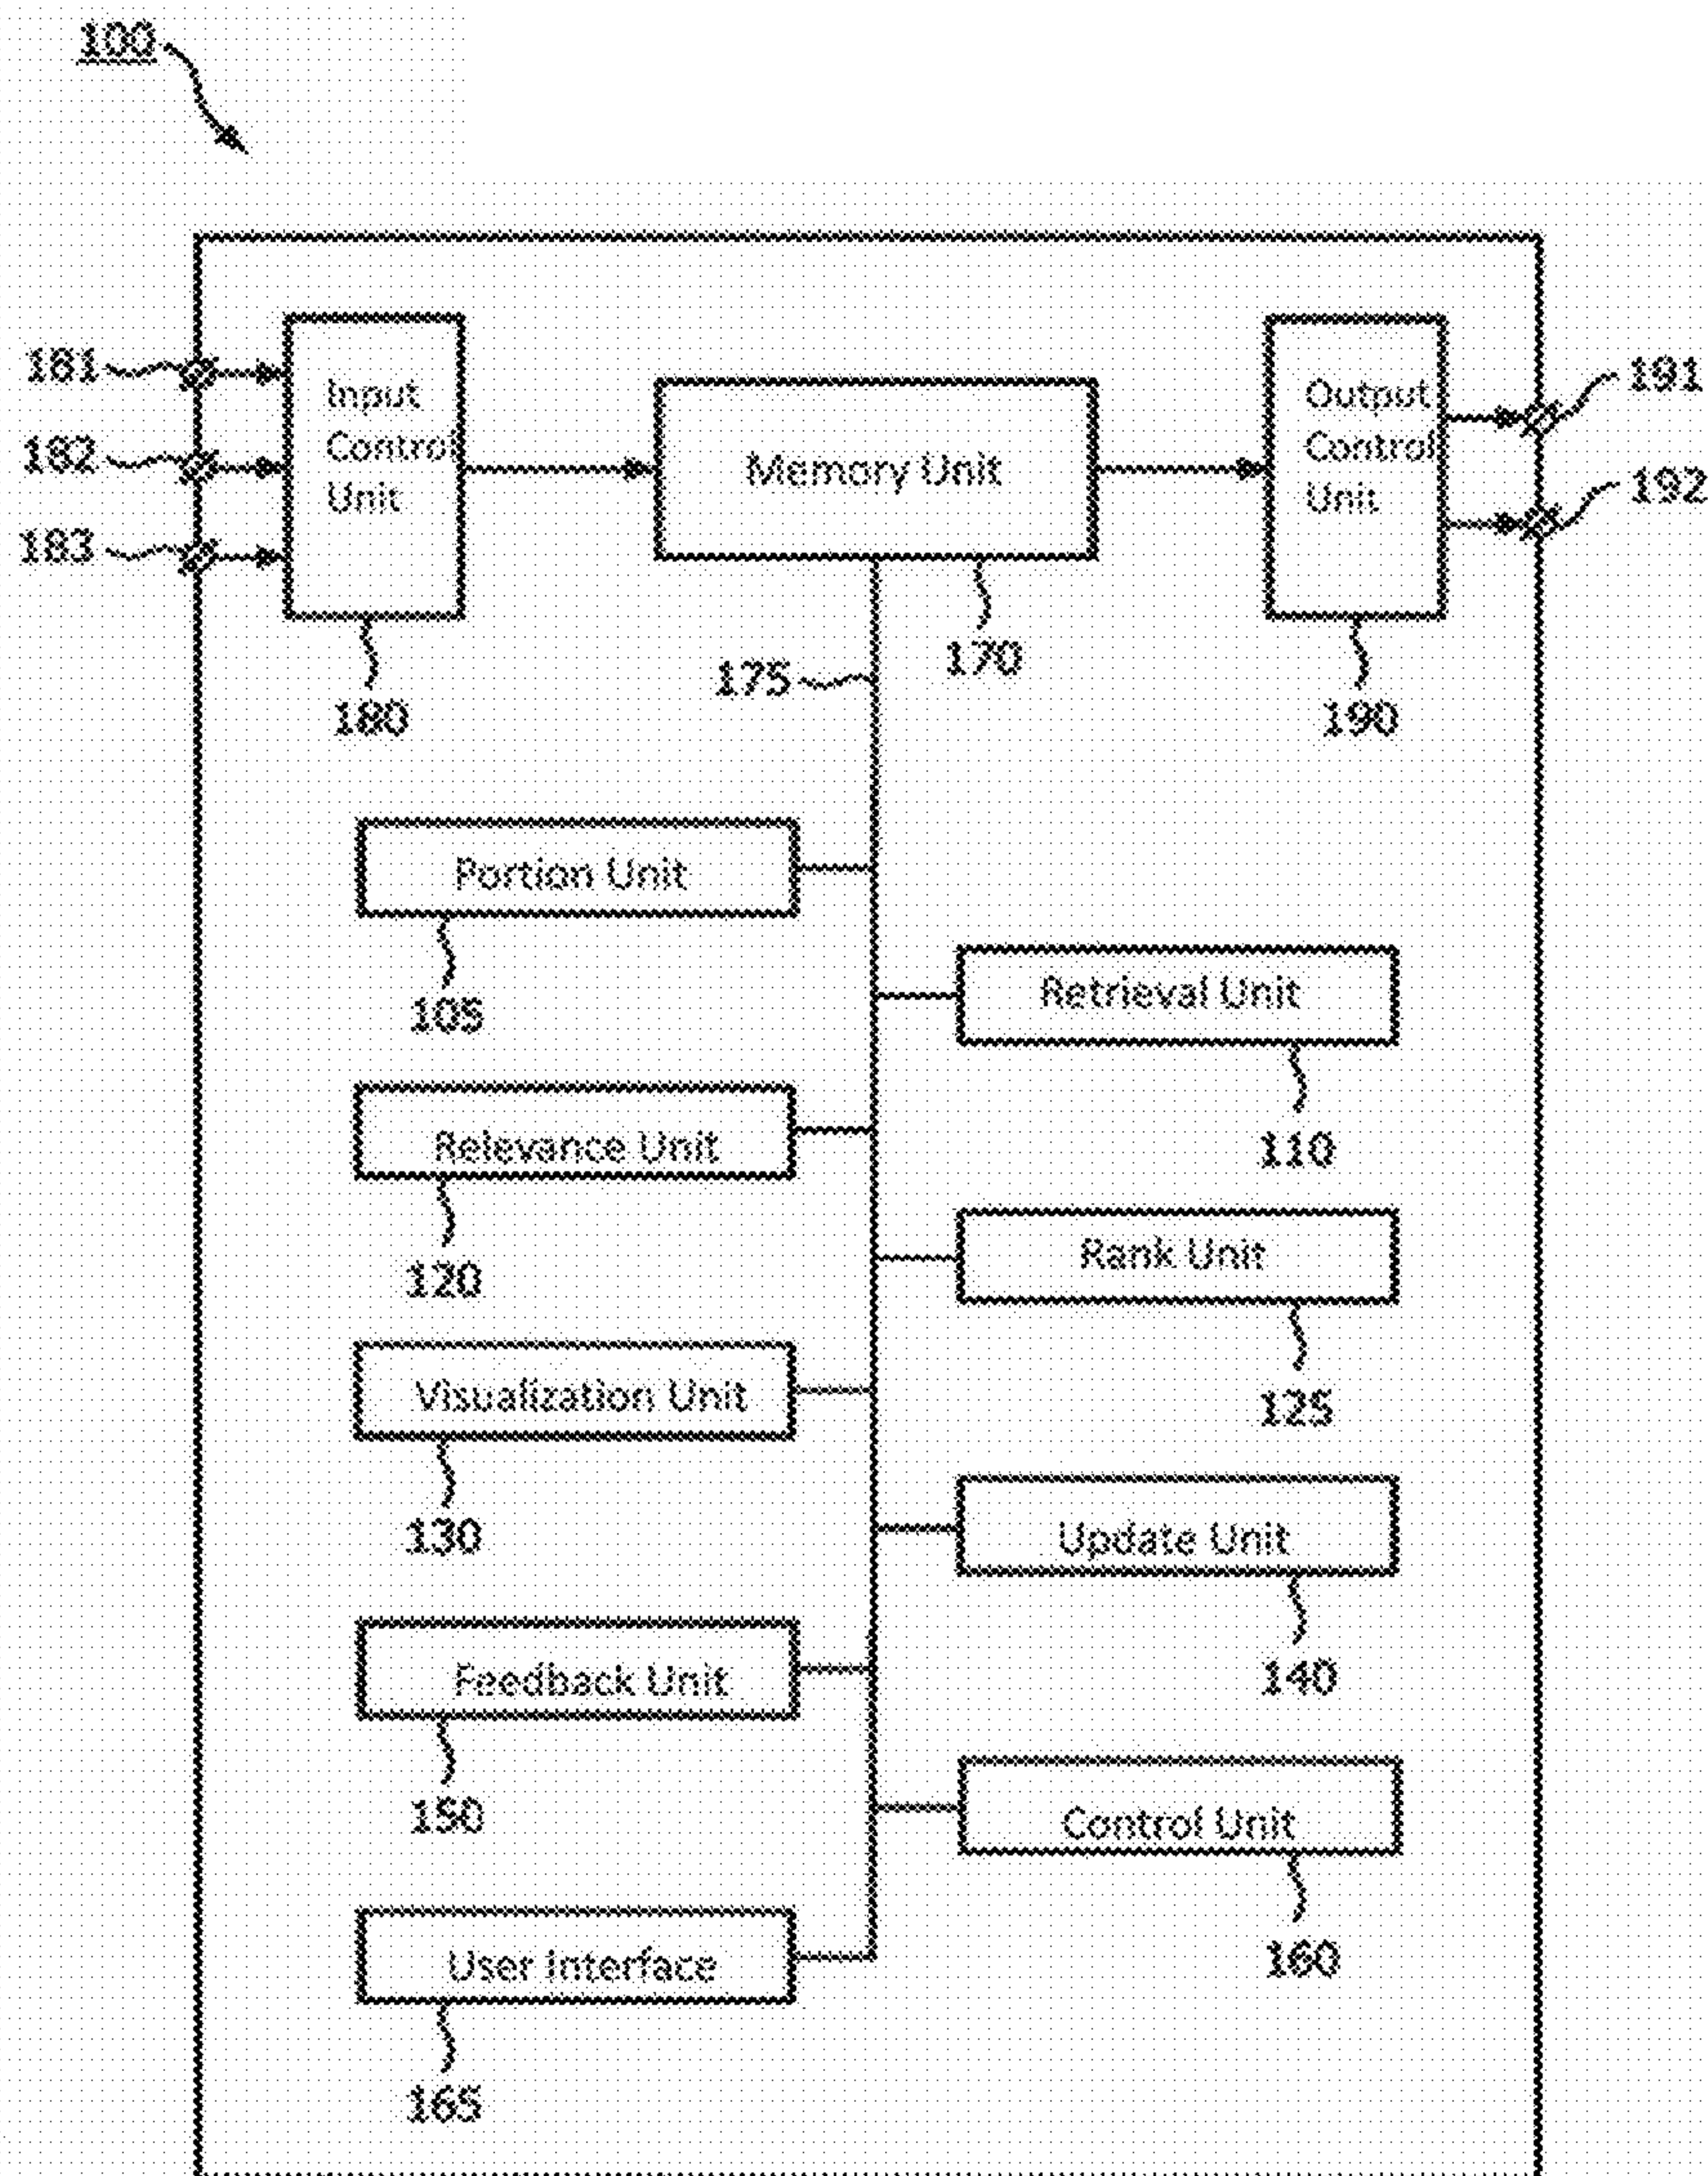 100
181
182
183
Input
Control
Unit
Memory Unit
Output
Control
Unit
191
192
180
175
170
190
Portion Unit
105
Retrieval Unit
110
Relevance Unit
120
Rank Unit
125
Visualization Unit
130
Update Unit
140
Feedback Unit
150
Control Unit
160
User Interface
165